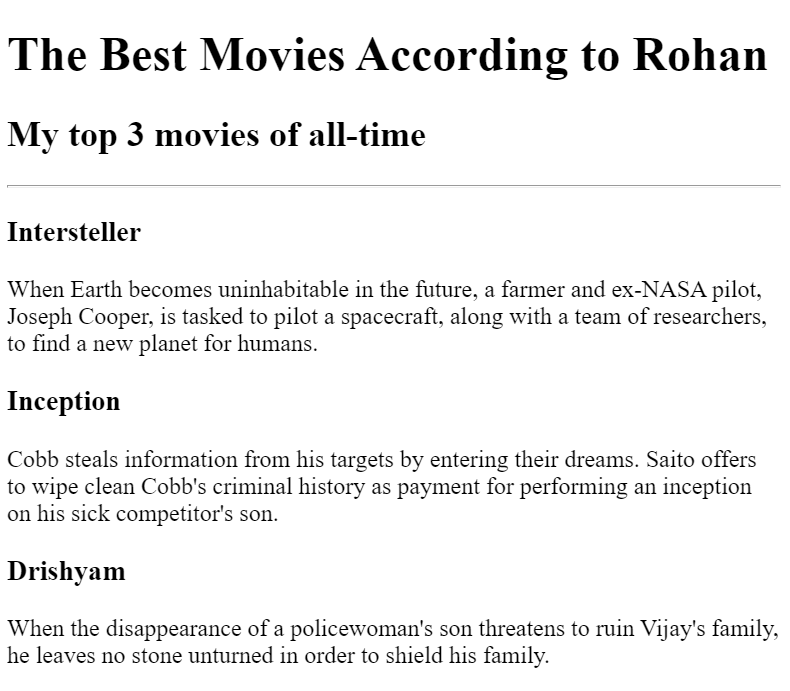 The Best Movies According to Rohan
My top 3 movies of all-time
Intersteller
When Earth becomes uninhabitable in the future, a farmer and ex-NASA pilot,
Joseph Cooper, is tasked to pilot a spacecraft, along with a team of researchers,
to find a new planet for humans.
Inception
Cobb steals information from his targets by entering their dreams. Saito offers
to wipe clean Cobb's criminal history as payment for performing an inception
on his sick competitor's son.
Drishyam
When the disappearance of a policewoman's son threatens to ruin Vijay's family,
he leaves no stone unturned in order to shield his family.